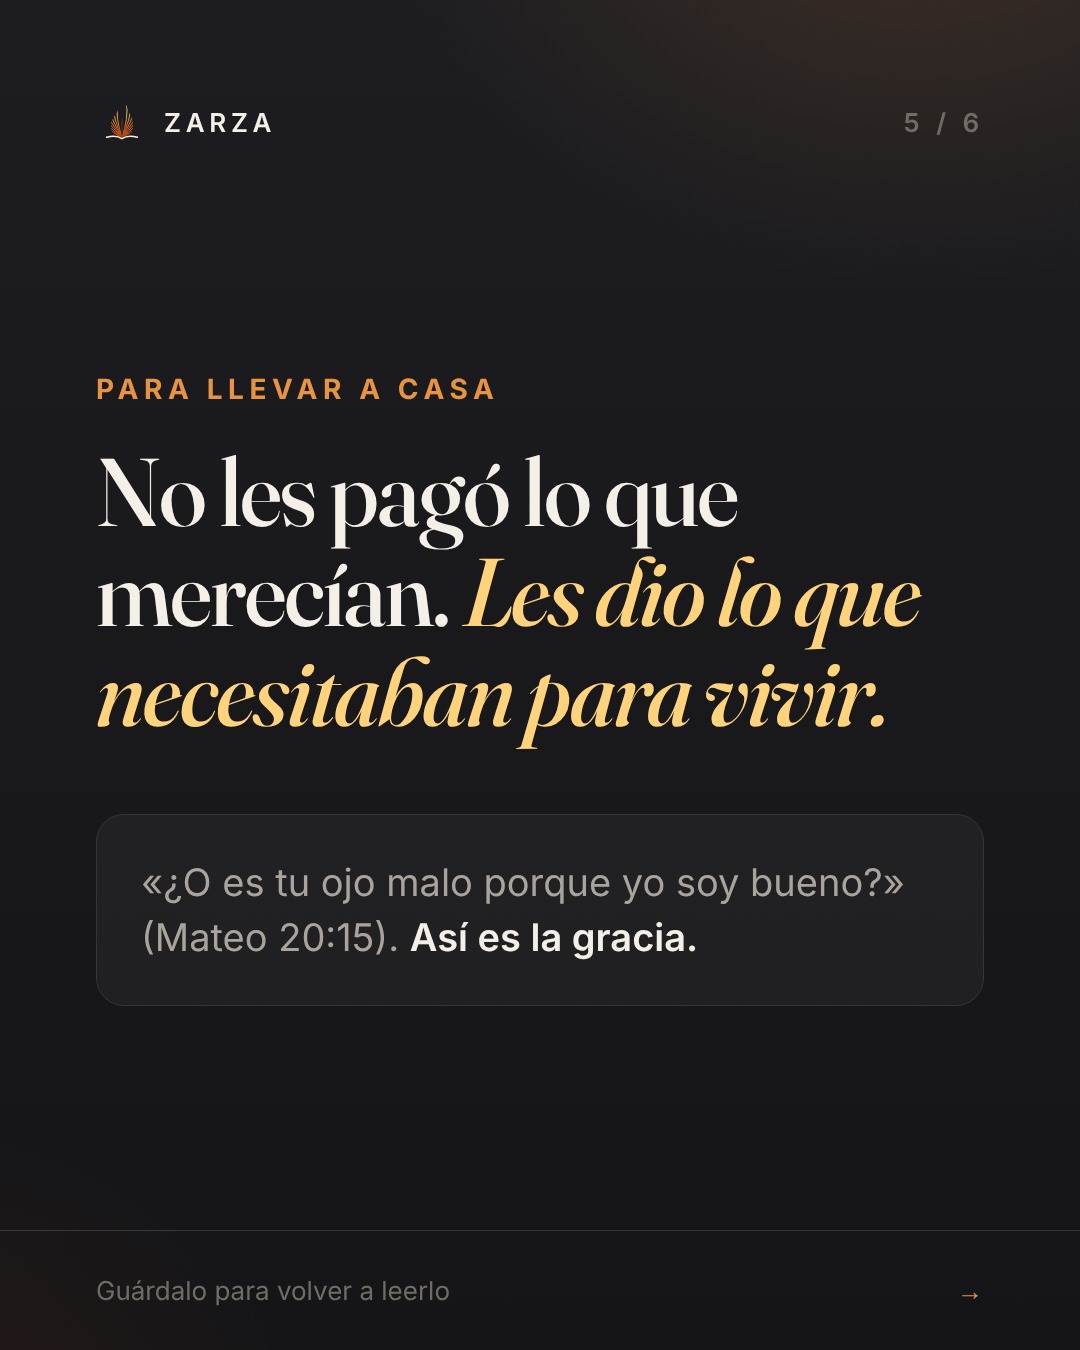 ZARZA
5 / 6
PARA LLEVAR A CASA
No les pagó lo que
merecían. Les dio lo que
necesitaban para vivir.
«¿O es tu ojo malo porque yo soy bueno?»
(Mateo 20:15). Así es la gracia.
Guárdalo para volver a leerlo
→